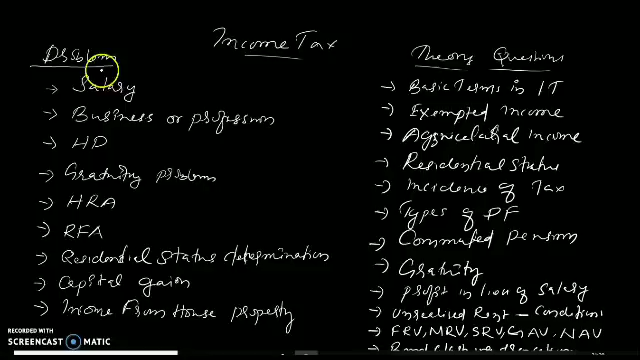 Income Tax
Problems
→ Salary
→ Business or profession
→ HD
→ Gratuity problems
→ HRA
→ RFA
→ Residential Status determination
→ Capital gain
→ Income From House property
Theory Questions
→ Basic Terms in IT
→ Exempted Income
→ Agricultural Income
→ Residential Status
→ Incidence of Tax
→ Types of PF
→ Commuted Pension
→ Gratuity
→ Profit in lieu of Salary
→ Unrealised Rent - Conditions
→ FRV, MRV, SRV, GAV, NAV
RECORDED WITH
SCREENCAST MATIC